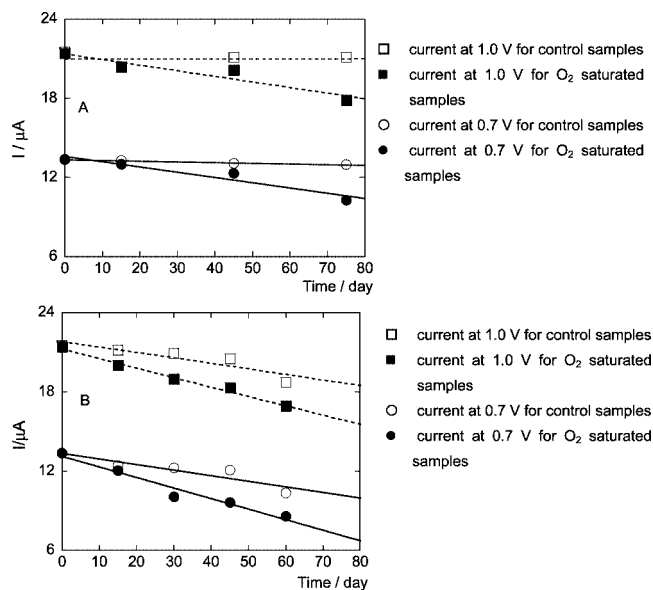 24
18
12
6
I / μA
A
0 10 20 30 40 50 60 70 80
Time / day
current at 1.0 V for control samples
current at 1.0 V for O₂ saturated
samples
current at 0.7 V for control samples
current at 0.7 V for O₂ saturated
samples
24
18
12
6
I/μA
B
0 10 20 30 40 50 60 70 80
Time / day
current at 1.0 V for control samples
current at 1.0 V for O₂ saturated
samples
current at 0.7 V for control samples
current at 0.7 V for O₂ saturated
samples